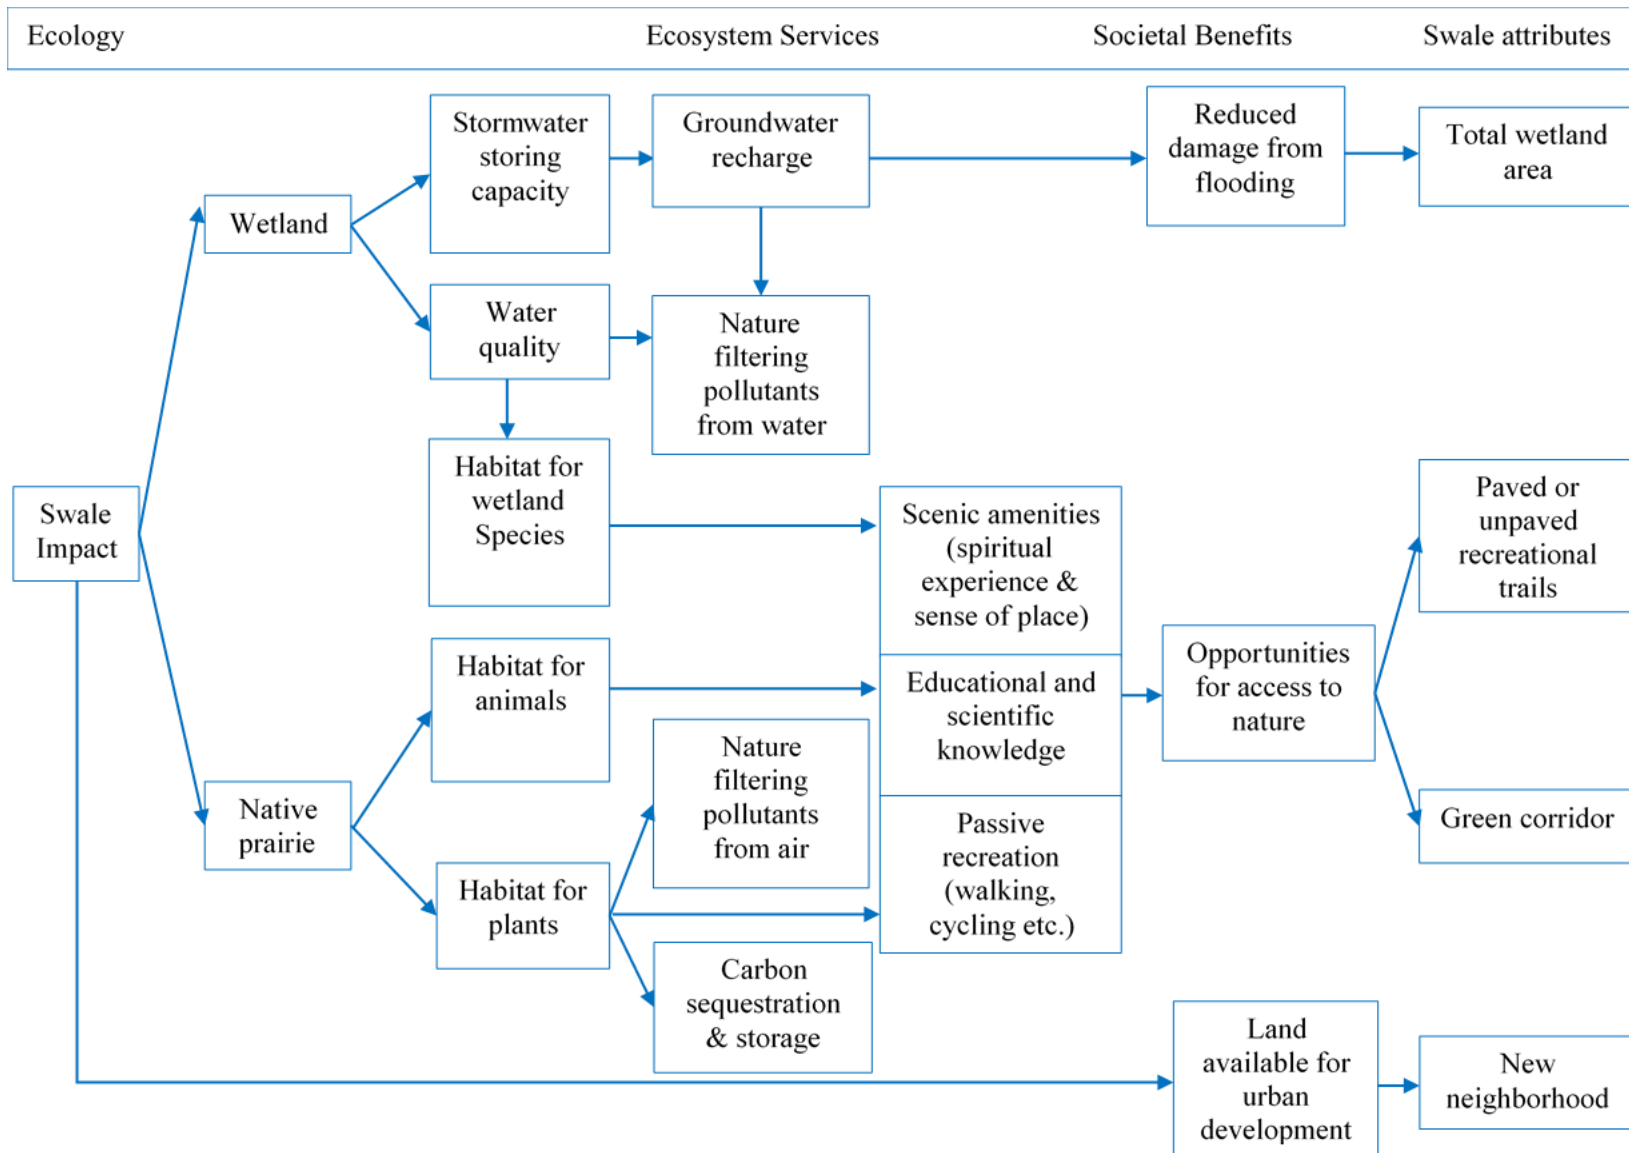 Ecology
Ecosystem Services
Societal Benefits
Swale attributes
Stormwater
storing
capacity
Groundwater
recharge
Reduced
damage from
flooding
Total wetland
area
Wetland
Water
quality
Nature
filtering
pollutants
from water
Habitat for
wetland
Species
Swale
Impact
Scenic amenities
(spiritual
experience &
sense of place)
Paved or
unpaved
recreational
trails
Habitat for
animals
Educational and
scientific
knowledge
Opportunities
for access to
nature
Nature
filtering
pollutants
from air
Native
prairie
Passive
recreation
(walking,
cycling etc.)
Green corridor
Habitat for
plants
Carbon
sequestration
& storage
Land
available for
urban
development
New
neighborhood